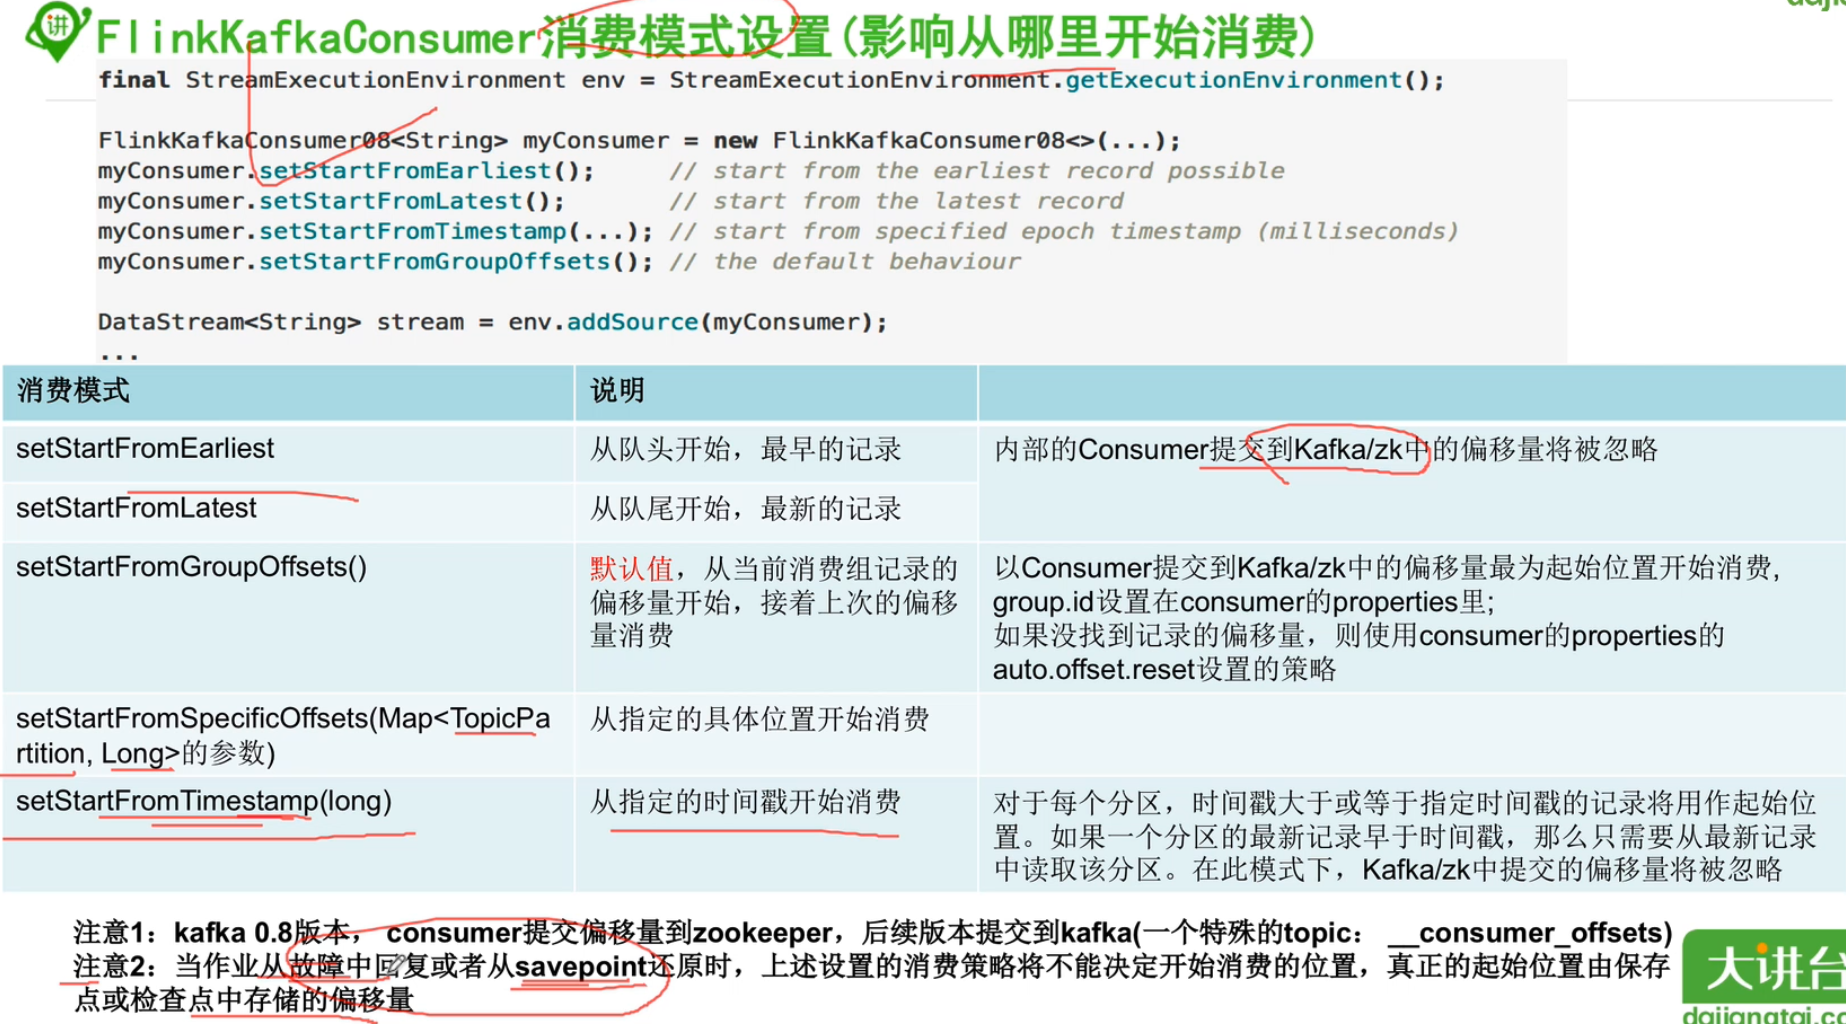 讲
FlinkKafkaConsumer消费模式设置(影响从哪里开始消费)
final StreamExecutionEnvironment env = StreamExecutionEnvironment.getExecutionEnvironment();
FlinkKafkaConsumer08<String> myConsumer = new FlinkKafkaConsumer08<>(...);
myConsumer.setStartFromEarliest();     // start from the earliest record possible
myConsumer.setStartFromLatest();       // start from the latest record
myConsumer.setStartFromTimestamp(...); // start from specified epoch timestamp (milliseconds)
myConsumer.setStartFromGroupOffsets(); // the default behaviour
DataStream<String> stream = env.addSource(myConsumer);
...
消费模式
说明
setStartFromEarliest
从队头开始，最早的记录
内部的Consumer提交到Kafka/zk中的偏移量将被忽略
setStartFromLatest
从队尾开始，最新的记录
setStartFromGroupOffsets()
默认值，从当前消费组记录的
偏移量开始，接着上次的偏移
量消费
以Consumer提交到Kafka/zk中的偏移量最为起始位置开始消费,
group.id设置在consumer的properties里;
如果没找到记录的偏移量，则使用consumer的properties的
auto.offset.reset设置的策略
setStartFromSpecificOffsets(Map<TopicPa
rtition, Long>的参数)
从指定的具体位置开始消费
setStartFromTimestamp(long)
从指定的时间戳开始消费
对于每个分区，时间戳大于或等于指定时间戳的记录将用作起始位
置。如果一个分区的最新记录早于时间戳，那么只需要从最新记录
中读取该分区。在此模式下，Kafka/zk中提交的偏移量将被忽略
注意1：kafka 0.8版本， consumer提交偏移量到zookeeper，后续版本提交到kafka(一个特殊的topic： __consumer_offsets)
注意2：当作业从故障中回复或者从savepoint还原时，上述设置的消费策略将不能决定开始消费的位置，真正的起始位置由保存
点或检查点中存储的偏移量
大讲台